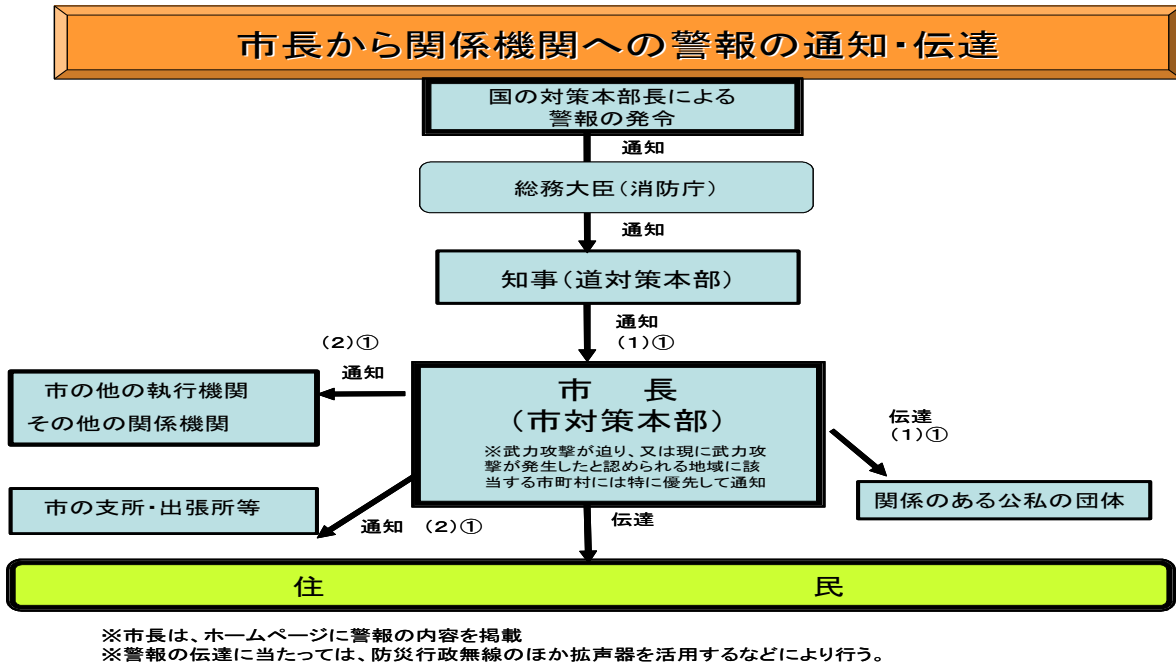 市長から関係機関への警報の通知・伝達
国の対策本部長による
警報の発令
通知
総務大臣(消防庁)
通知
知事(道対策本部)
通知
(1)①
(2)①
通知
市の他の執行機関
その他の関係機関
市　長
(市対策本部)
※武力攻撃が迫り、又は現に武力攻
撃が発生したと認められる地域に該
当する市町村には特に優先して通知
伝達
(1)①
関係のある公私の団体
市の支所・出張所等
通知 (2)①
伝達
住　民
※市長は、ホームページに警報の内容を掲載
※警報の伝達に当たっては、防災行政無線のほか拡声器を活用するなどにより行う。